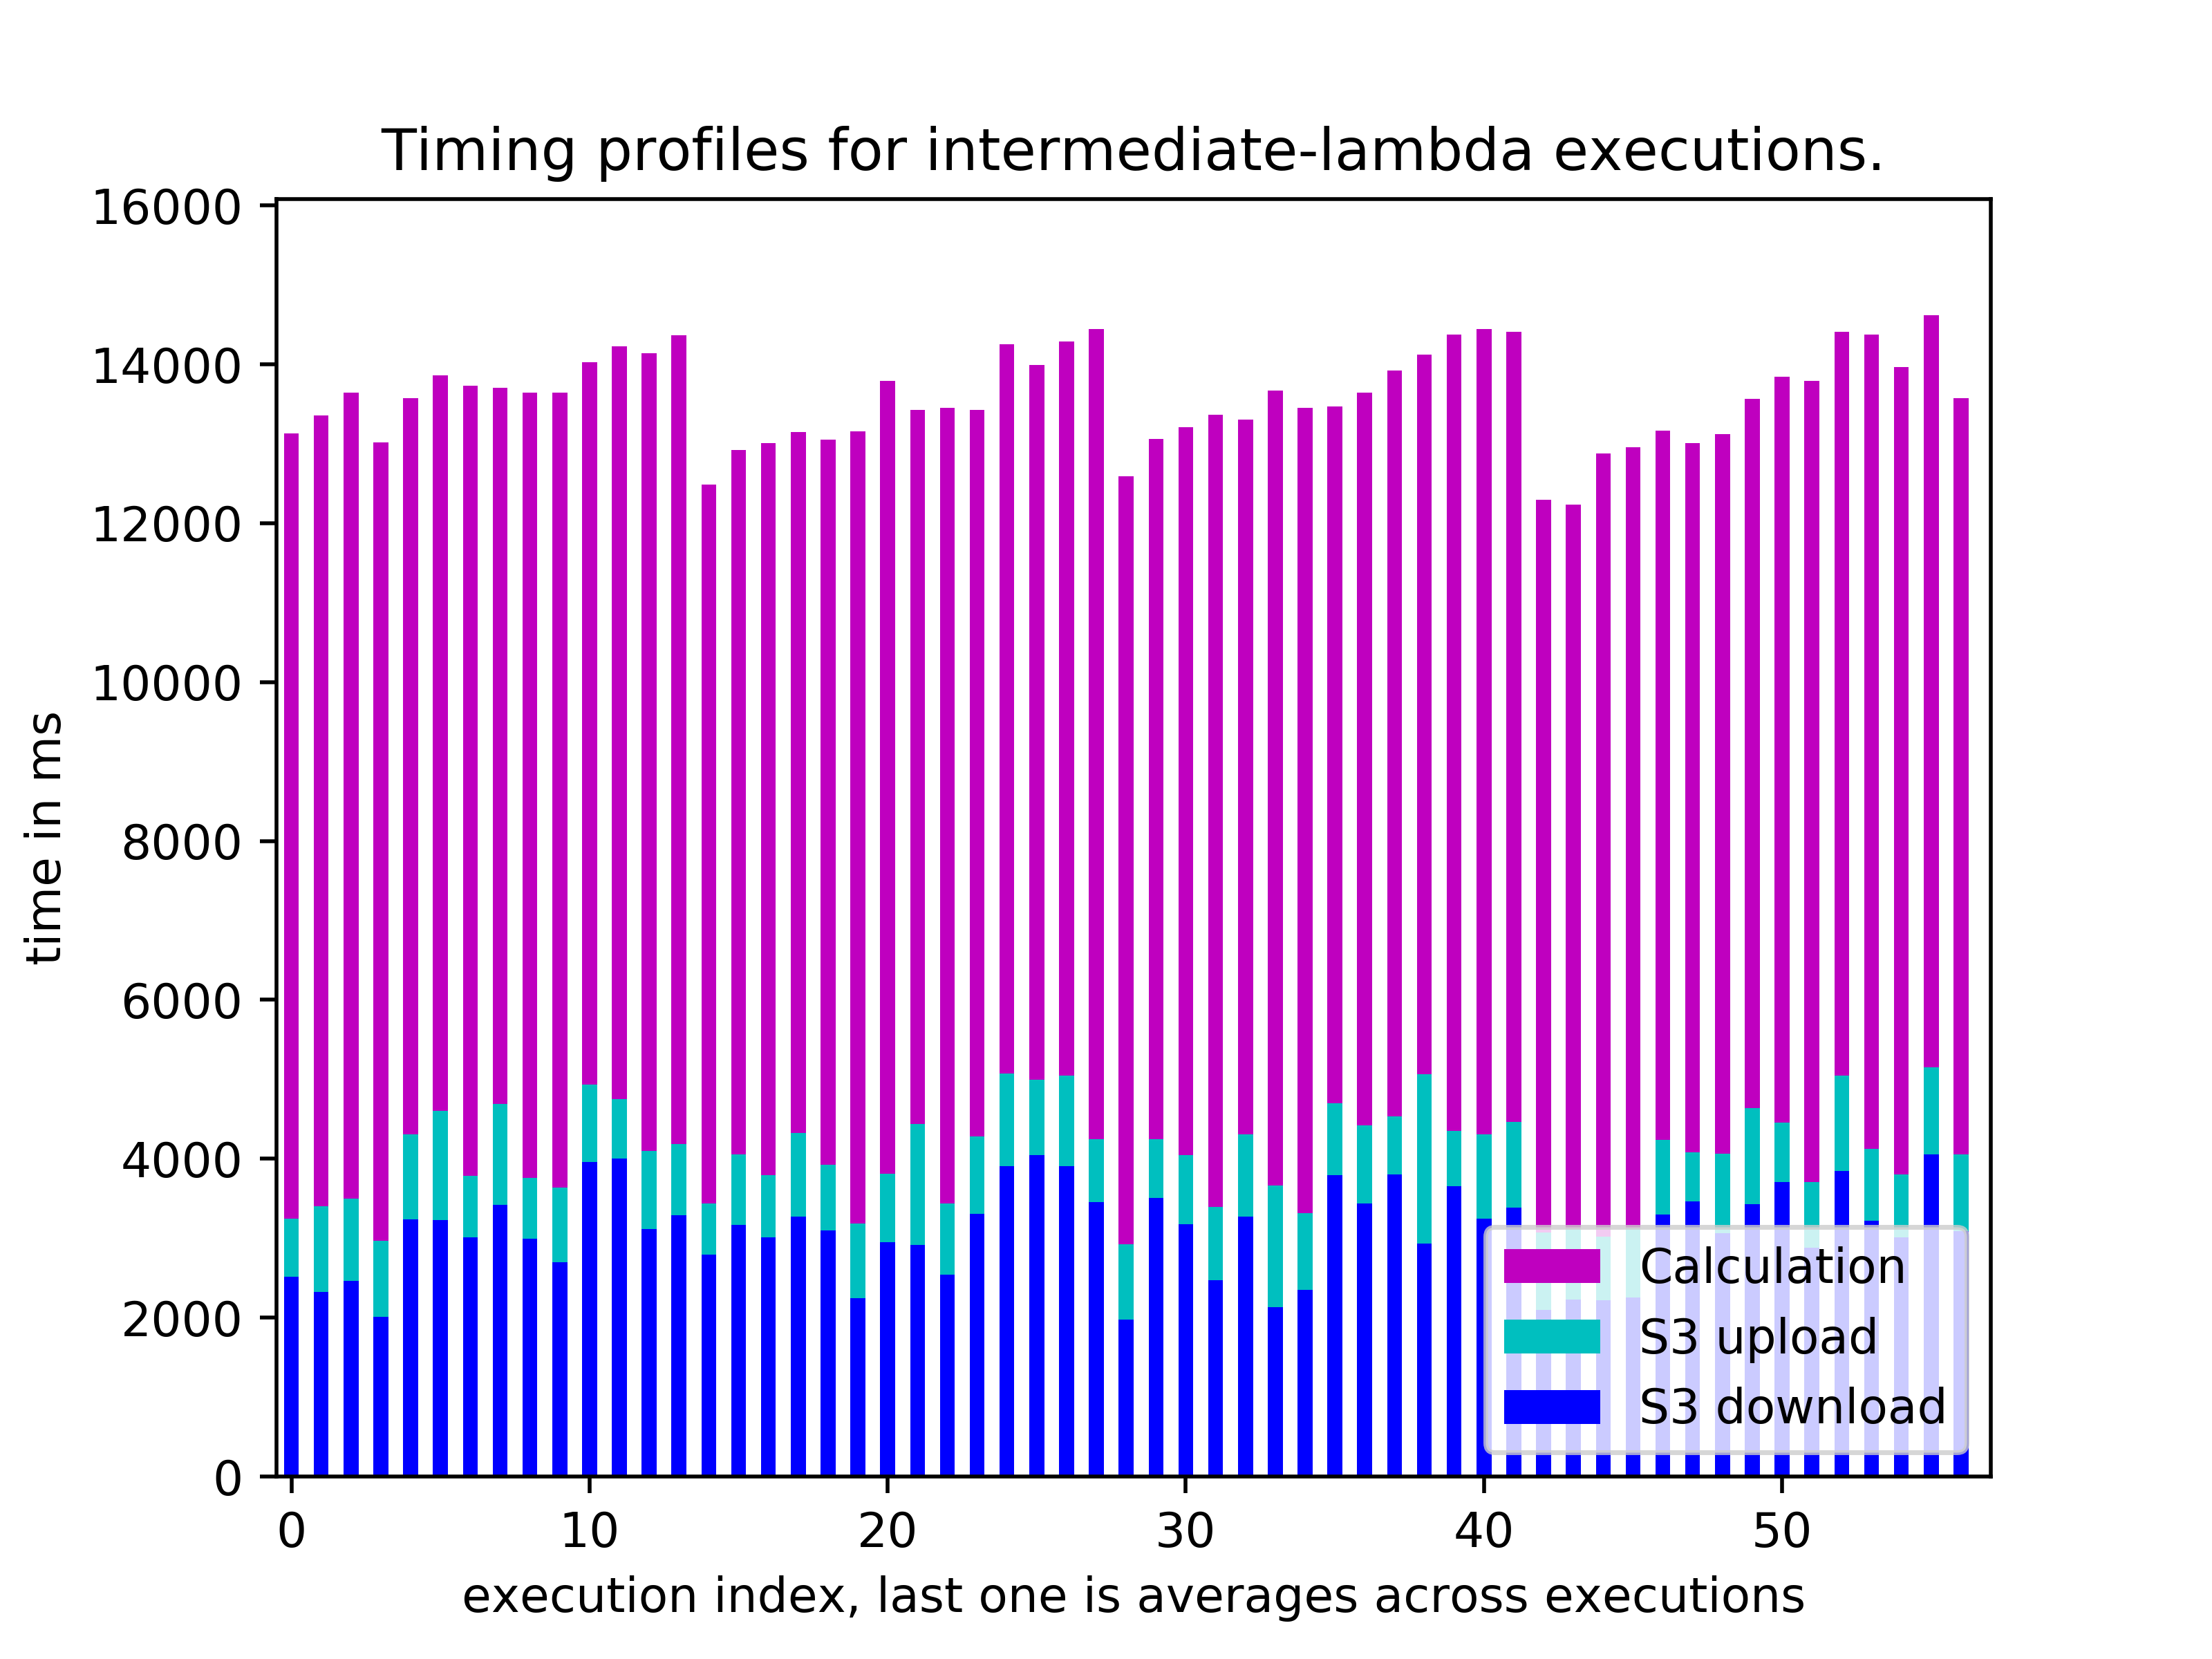 Timing profiles for intermediate-lambda executions.
16000
14000
12000
10000
8000
6000
4000
2000
0
time in ms
Calculation
S3 upload
S3 download
0 10 20 30 40 50
execution index, last one is averages across executions